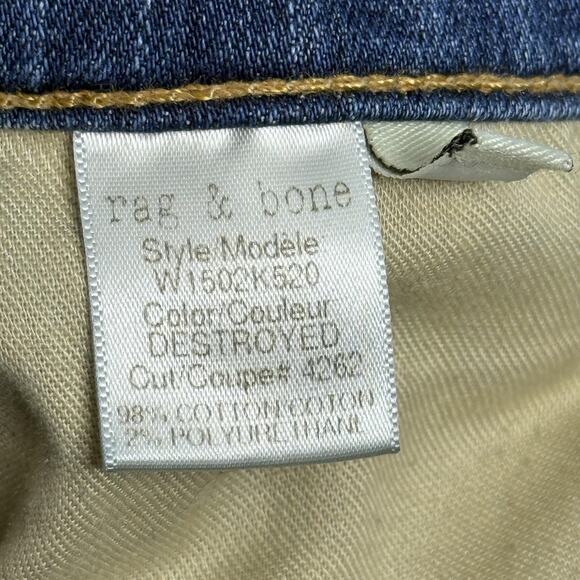 rag & bone
Style/Modèle
W1502K520
Color/Couleur
DESTROYED
Cut/Coupe# 4262
98% COTTON/COTON
2% POLYURETHANE